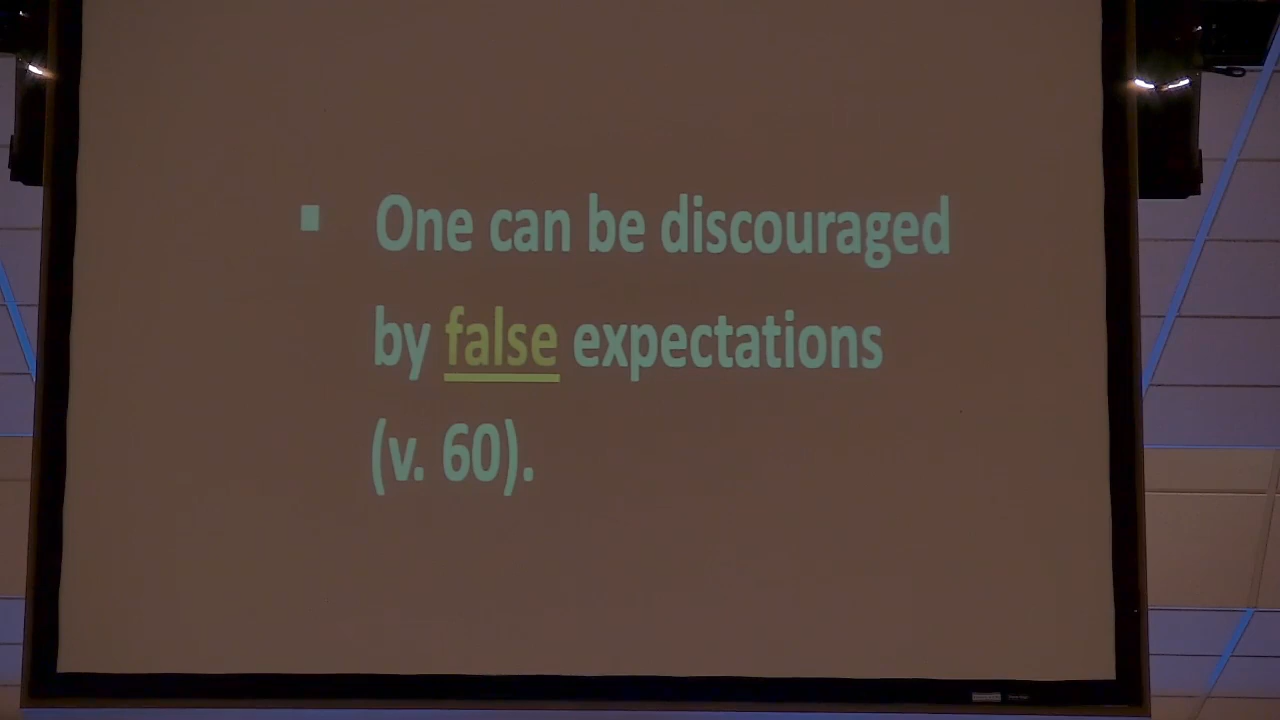 ▪ One can be discouraged
by false expectations
(v. 60).